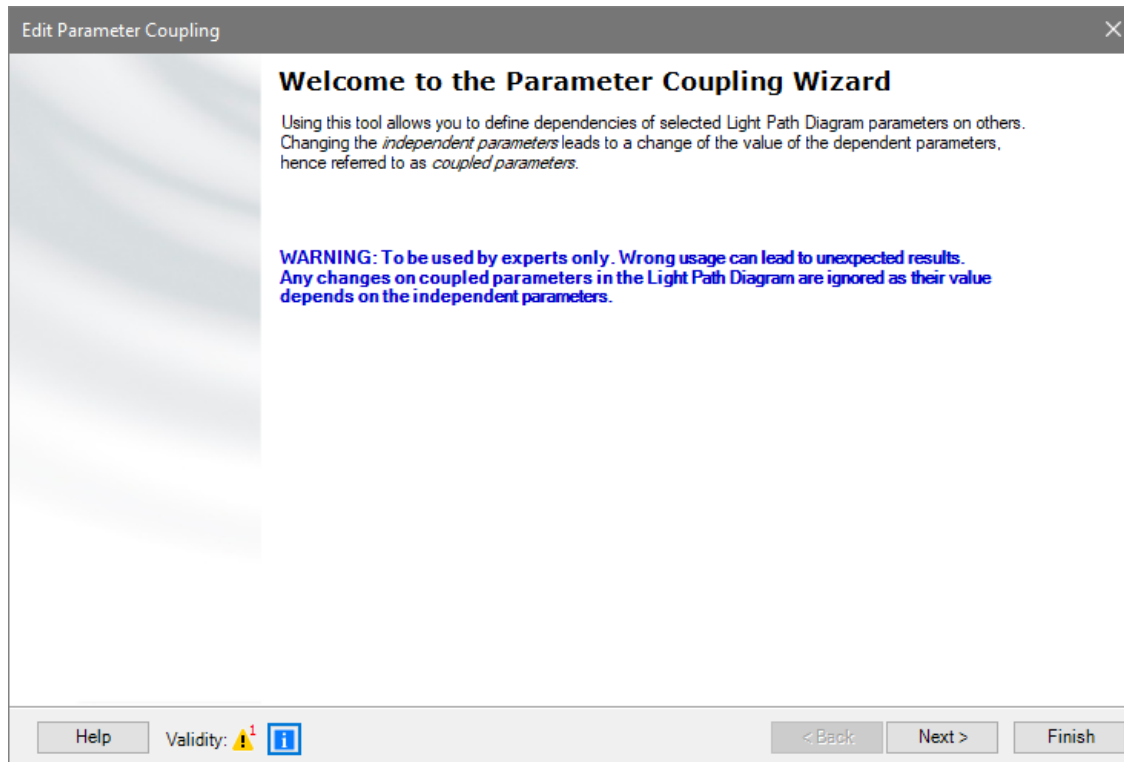 Edit Parameter Coupling
Welcome to the Parameter Coupling Wizard
Using this tool allows you to define dependencies of selected Light Path Diagram parameters on others.
Changing the independent parameters leads to a change of the value of the dependent parameters,
hence referred to as coupled parameters.
WARNING: To be used by experts only. Wrong usage can lead to unexpected results.
Any changes on coupled parameters in the Light Path Diagram are ignored as their value
depends on the independent parameters.
Help Validity: 1 < Back Next > Finish